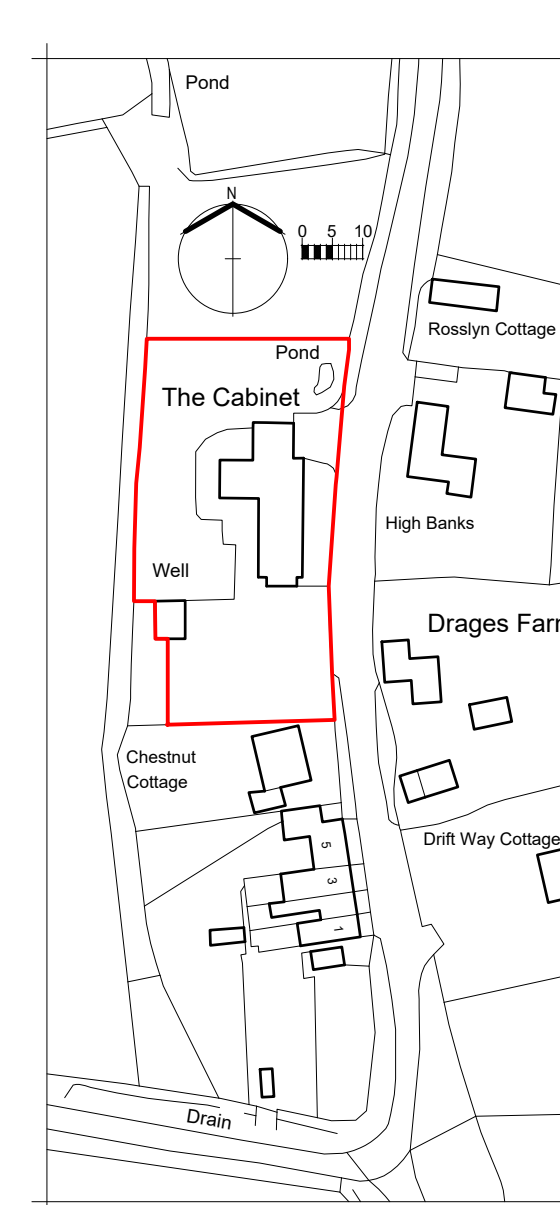 Pond
N
0 5 10
Rosslyn Cottage
Pond
The Cabinet
High Banks
Well
Drages Farr
Chestnut
Cottage
Drift Way Cottage
5
3
1
Drain